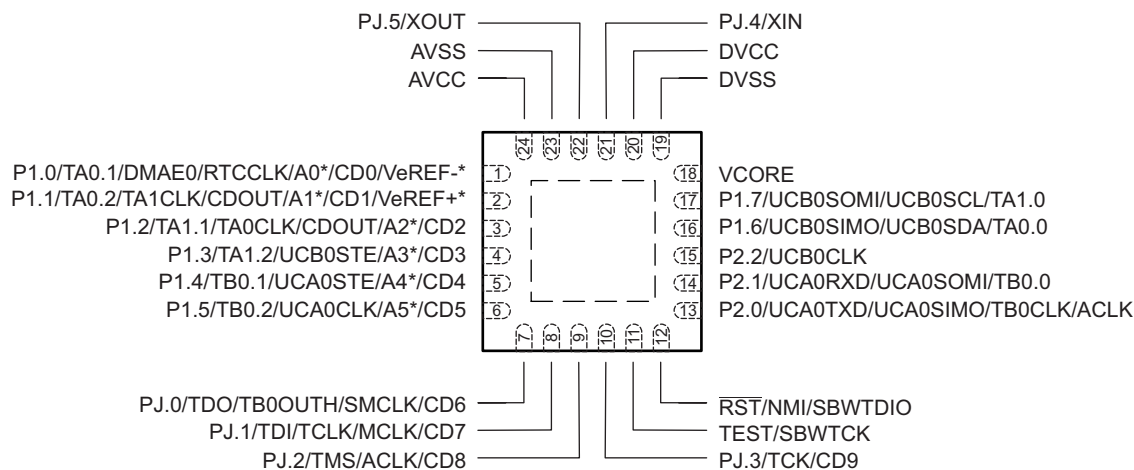 PJ.5/XOUT
AVSS
AVCC
PJ.4/XIN
DVCC
DVSS
24
23
22
21
20
19
P1.0/TA0.1/DMAE0/RTCCLK/A0*/CD0/VeREF-*
1
P1.1/TA0.2/TA1CLK/CDOUT/A1*/CD1/VeREF+*
2
P1.2/TA1.1/TA0CLK/CDOUT/A2*/CD2
3
P1.3/TA1.2/UCB0STE/A3*/CD3
4
P1.4/TB0.1/UCA0STE/A4*/CD4
5
P1.5/TB0.2/UCA0CLK/A5*/CD5
6
18
VCORE
17
P1.7/UCB0SOMI/UCB0SCL/TA1.0
16
P1.6/UCB0SIMO/UCB0SDA/TA0.0
15
P2.2/UCB0CLK
14
P2.1/UCA0RXD/UCA0SOMI/TB0.0
13
P2.0/UCA0TXD/UCA0SIMO/TB0CLK/ACLK
7
8
9
10
11
12
PJ.0/TDO/TB0OUTH/SMCLK/CD6
PJ.1/TDI/TCLK/MCLK/CD7
PJ.2/TMS/ACLK/CD8
RST/NMI/SBWTDIO
TEST/SBWTCK
PJ.3/TCK/CD9